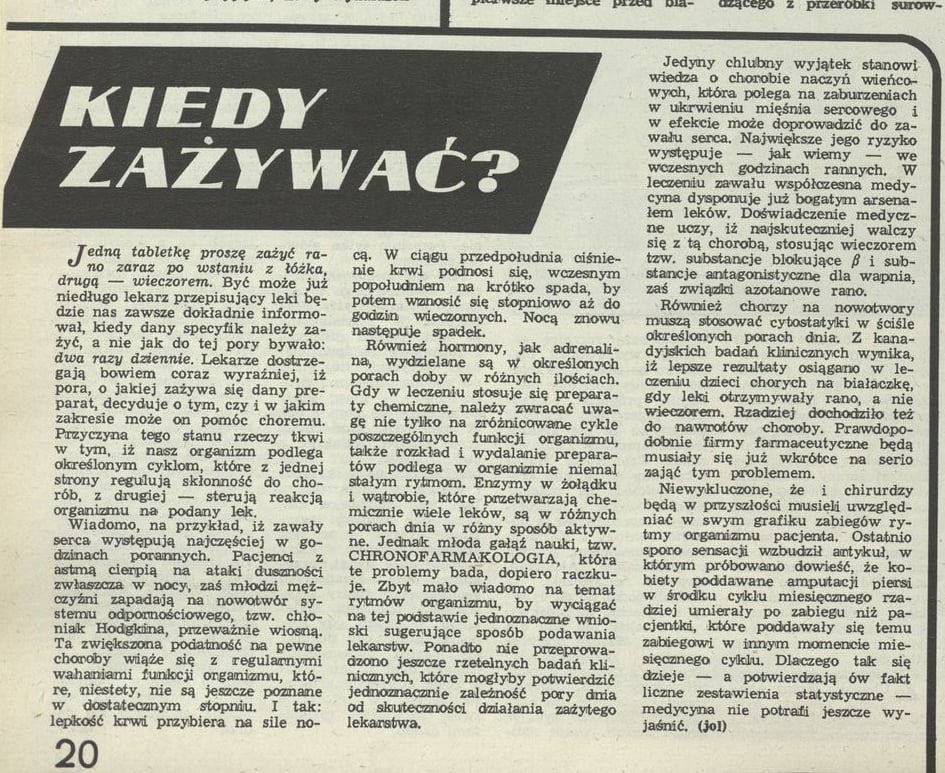 pierwsze miejsce przed bla-
dzącego z przeróbki surow-
KIEDY
ZAŻYWAĆ?
Jedną tabletkę proszę zażyć ra-
no zaraz po wstaniu z łóżka,
drugą — wieczorem. Być może już
niedługo lekarz przepisujący leki bę-
dzie nas zawsze dokładnie informo-
wał, kiedy dany specyfik należy za-
żyć, a nie jak do tej pory bywało:
dwa razy dziennie. Lekarze dostrze-
gają bowiem coraz wyraźniej, iż
pora, o jakiej zażywa się dany pre-
parat, decyduje o tym, czy i w jakim
zakresie może on pomóc choremu.
Przyczyna tego stanu rzeczy tkwi
w tym, iż nasz organizm podlega
określonym cyklom, które z jednej
strony regulują skłonność do cho-
rób, z drugiej — sterują reakcją
organizmu na podany lek.
Wiadomo, na przykład, iż zawały
serca występują najczęściej w go-
dzinach porannych. Pacjenci z
astmą cierpią na ataki duszności
zwłaszcza w nocy, zaś młodzi męż-
czyźni zapadają na nowotwór sy-
stemu odpornościowego, tzw. chło-
niak Hodgkina, przeważnie wiosną.
Ta zwiększona podatność na pewne
choroby wiąże się z regularnymi
wahaniami funkcji organizmu, któ-
re, niestety, nie są jeszcze poznane
w dostatecznym stopniu. I tak:
lepkość krwi przybiera na sile no-
cą. W ciągu przedpołudnia ciśnie-
nie krwi podnosi się, wczesnym
popołudniem na krótko spada, by
potem wznosić się stopniowo aż do
godzin wieczornych. Nocą znowu
następuje spadek.
Również hormony, jak adrenali-
na, wydzielane są w określonych
porach doby w różnych ilościach.
Gdy w leczeniu stosuje się prepara-
ty chemiczne, należy zwracać uwa-
gę nie tylko na zróżnicowane cykle
poszczególnych funkcji organizmu,
także rozkład i wydalanie prepara-
tów podlega w organizmie niemal
stałym rytmom. Enzymy w żołądku
i wątrobie, które przetwarzają che-
micznie wiele leków, są w różnych
porach dnia w różny sposób aktyw-
ne. Jednak młoda gałąź nauki, tzw.
CHRONOFARMAKOLOGIA, która
te problemy bada, dopiero raczku-
je. Zbyt mało wiadomo na temat
rytmów organizmu, by wyciągać
na tej podstawie jednoznaczne wnio-
ski sugerujące sposób podawania
lekarstw. Ponadto nie przeprowa-
dzono jeszcze rzetelnych badań kli-
nicznych, które mogłyby potwierdzić
jednoznacznie zależność pory dnia
od skuteczności działania zażytego
lekarstwa.
Jedyny chlubny wyjątek stanowi
wiedza o chorobie naczyń wieńco-
wych, która polega na zaburzeniach
w ukrwieniu mięśnia sercowego i
w efekcie może doprowadzić do za-
wału serca. Największe jego ryzyko
występuje — jak wiemy — we
wczesnych godzinach rannych. W
leczeniu zawału współczesna medy-
cyna dysponuje już bogatym arsena-
łem leków. Doświadczenie medycz-
ne uczy, iż najskuteczniej walczy
się z tą chorobą, stosując wieczorem
tzw. substancje blokujące β i sub-
stancje antagonistyczne dla wapnia,
zaś związki azotanowe rano.
Również chorzy na nowotwory
muszą stosować cytostatyki w ściśle
określonych porach dnia. Z kana-
dyjskich badań klinicznych wynika,
iż lepsze rezultaty osiągano w le-
czeniu dzieci chorych na białaczkę,
gdy leki otrzymywały rano, a nie
wieczorem. Rzadziej dochodziło też
do nawrotów choroby. Prawdopo-
dobnie firmy farmaceutyczne będą
musiały się już wkrótce na serio
zająć tym problemem.
Niewykluczone, że i chirurdzy
będą w przyszłości musieli uwzględ-
niać w swym grafiku zabiegów ry-
tmy organizmu pacjenta. Ostatnio
sporo sensacji wzbudził artykuł, w
którym próbowano dowieść, że ko-
biety poddawane amputacji piersi
w środku cyklu miesięcznego rza-
dziej umierały po zabiegu niż pa-
cjentki, które poddawały się temu
zabiegowi w innym momencie mie-
sięcznego cyklu. Dlaczego tak się
dzieje — a potwierdzają ów fakt
liczne zestawienia statystyczne —
medycyna nie potrafi jeszcze wy-
jaśnić. (jol)
20